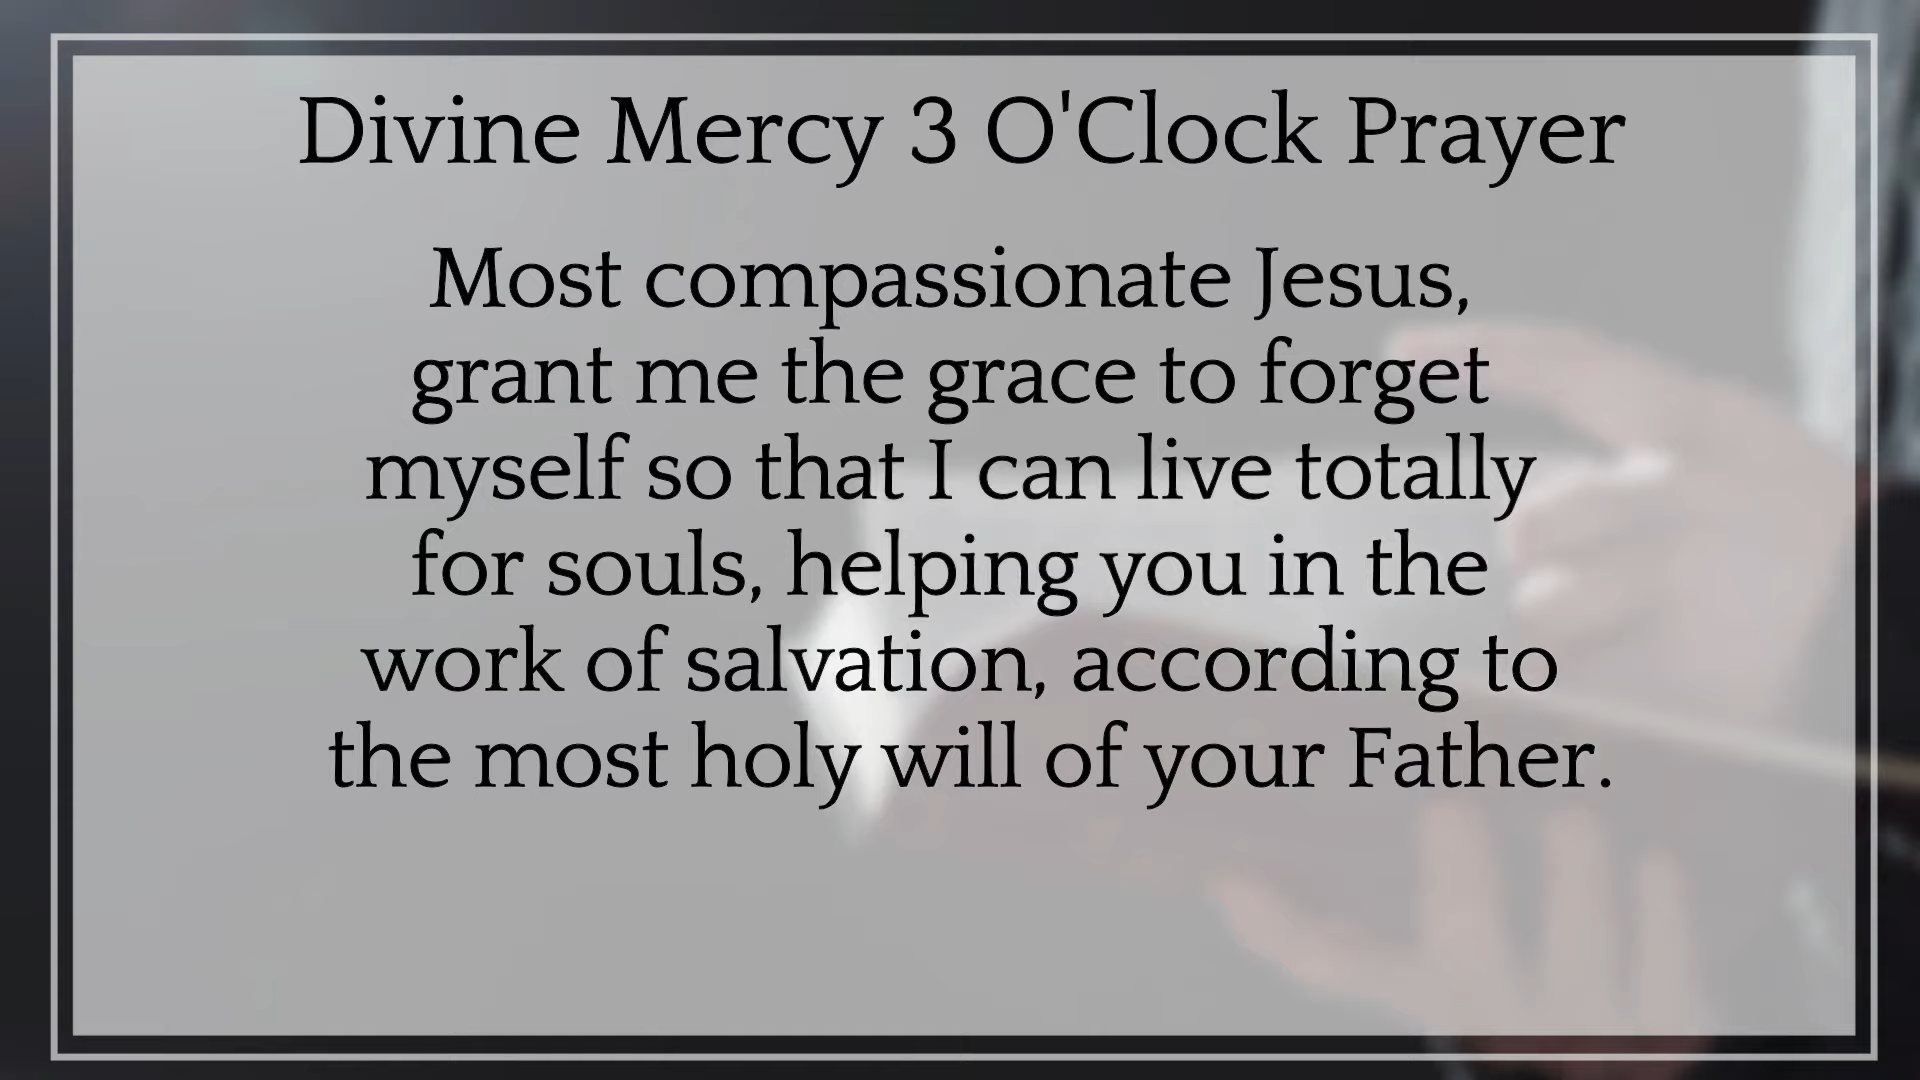 Divine Mercy 3 O'Clock Prayer
Most compassionate Jesus,
grant me the grace to forget
myself so that I can live totally
for souls, helping you in the
work of salvation, according to
the most holy will of your Father.